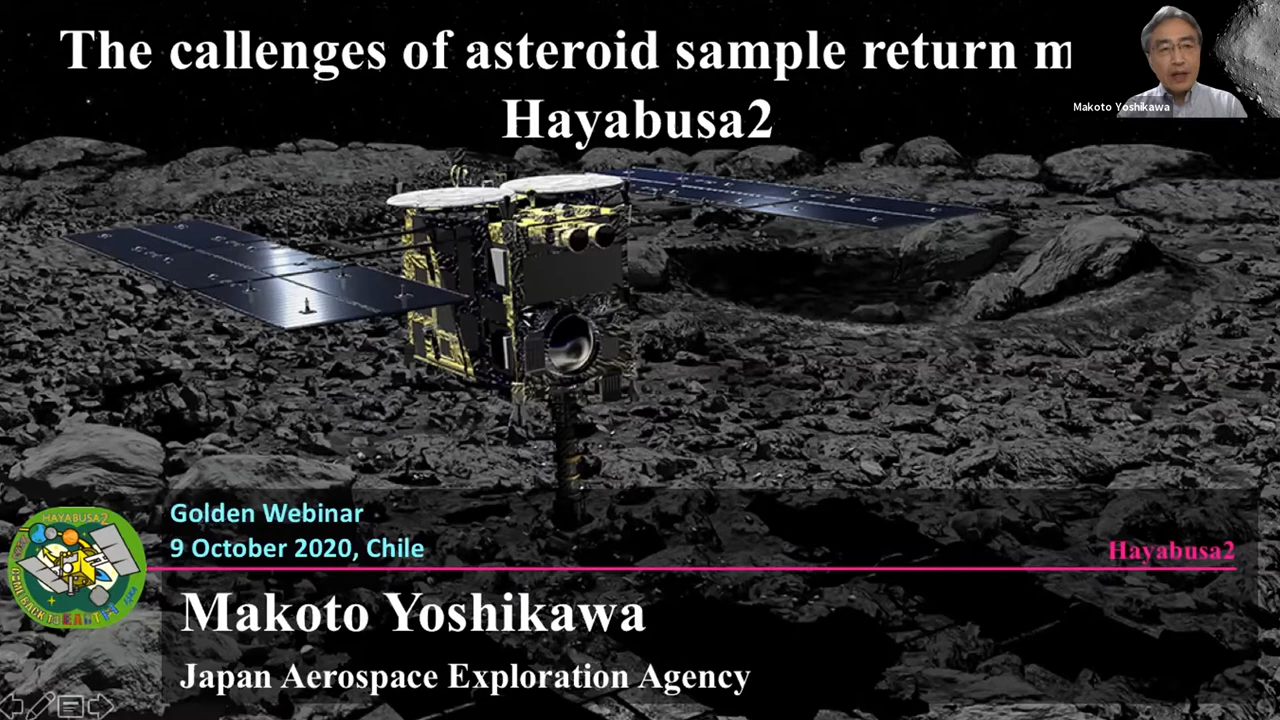 The callenges of asteroid sample return m
Hayabusa2
Makoto Yoshikawa
Golden Webinar
9 October 2020, Chile
Hayabusa2
HAYABUSA2
Makoto Yoshikawa
Japan Aerospace Exploration Agency